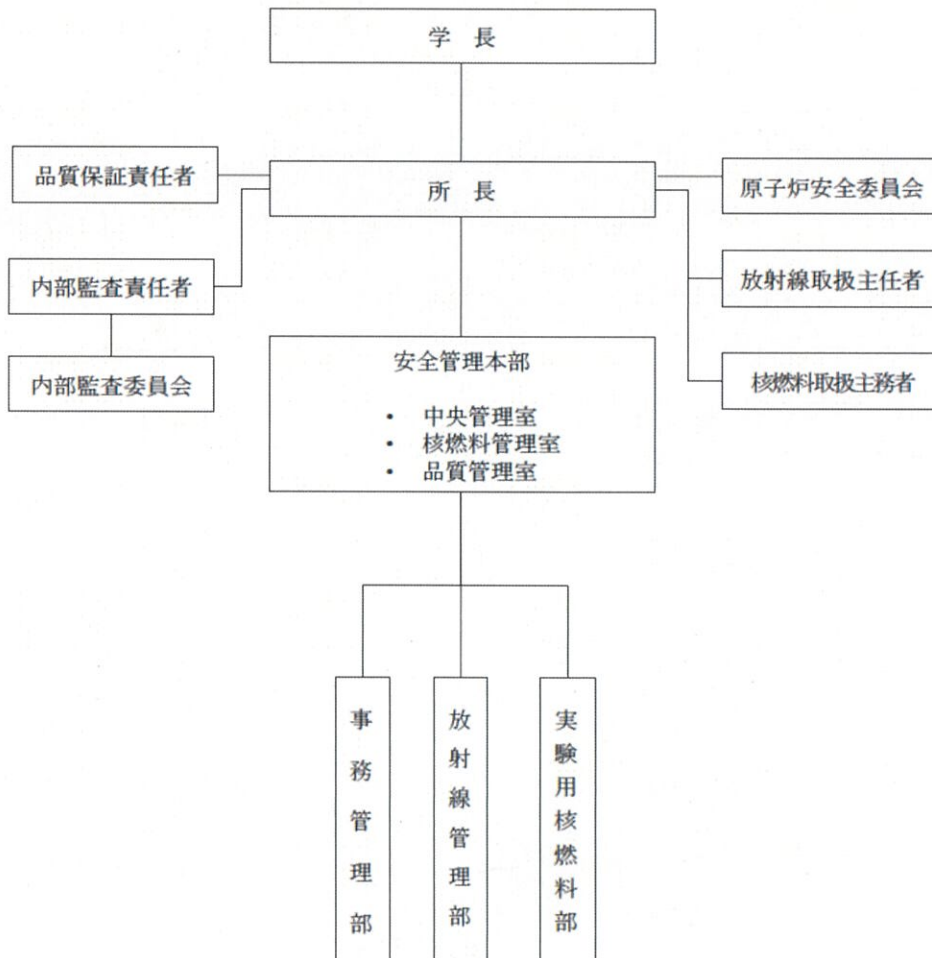 学 長
品質保証責任者
所 長
原子炉安全委員会
内部監査責任者
放射線取扱主任者
内部監査委員会
核燃料取扱主務者
安全管理本部
・ 中央管理室
・ 核燃料管理室
・ 品質管理室
事務管理部
放射線管理部
実験用核燃料部